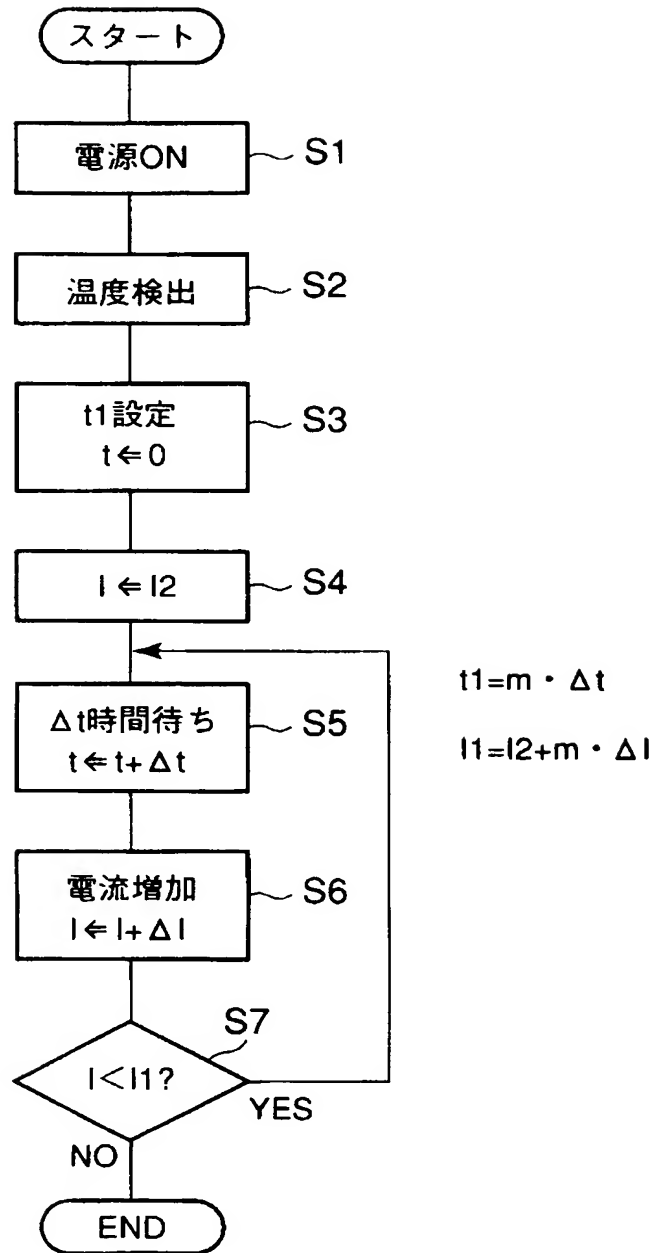 スタート
電源ON
S1
温度検出
S2
t1設定
t⇐0
S3
I⇐I2
S4
Δt時間待ち
t⇐t+Δt
S5
t1=m・Δt
I1=I2+m・ΔI
電流増加
I⇐I+ΔI
S6
S7
I<I1?
YES
NO
END